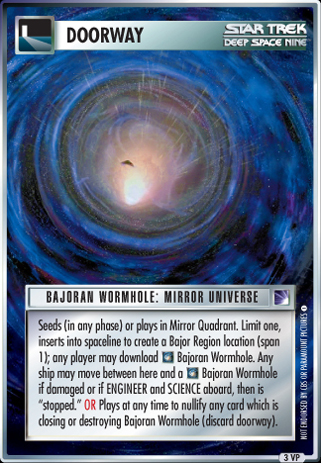 DOORWAY
STAR TREK
DEEP SPACE NINE
BAJORAN WORMHOLE: MIRROR UNIVERSE
Seeds (in any phase) or plays in Mirror Quadrant. Limit one,
inserts into spaceline to create a Bajor Region location (span
1); any player may download Bajoran Wormhole. Any
ship may move between here and a Bajoran Wormhole
if damaged or if ENGINEER and SCIENCE aboard, then is
"stopped." OR Plays at any time to nullify any card which is
closing or destroying Bajoran Wormhole (discard doorway).
NOT ENDORSED BY CBS OR PARAMOUNT PICTURES
3 VP